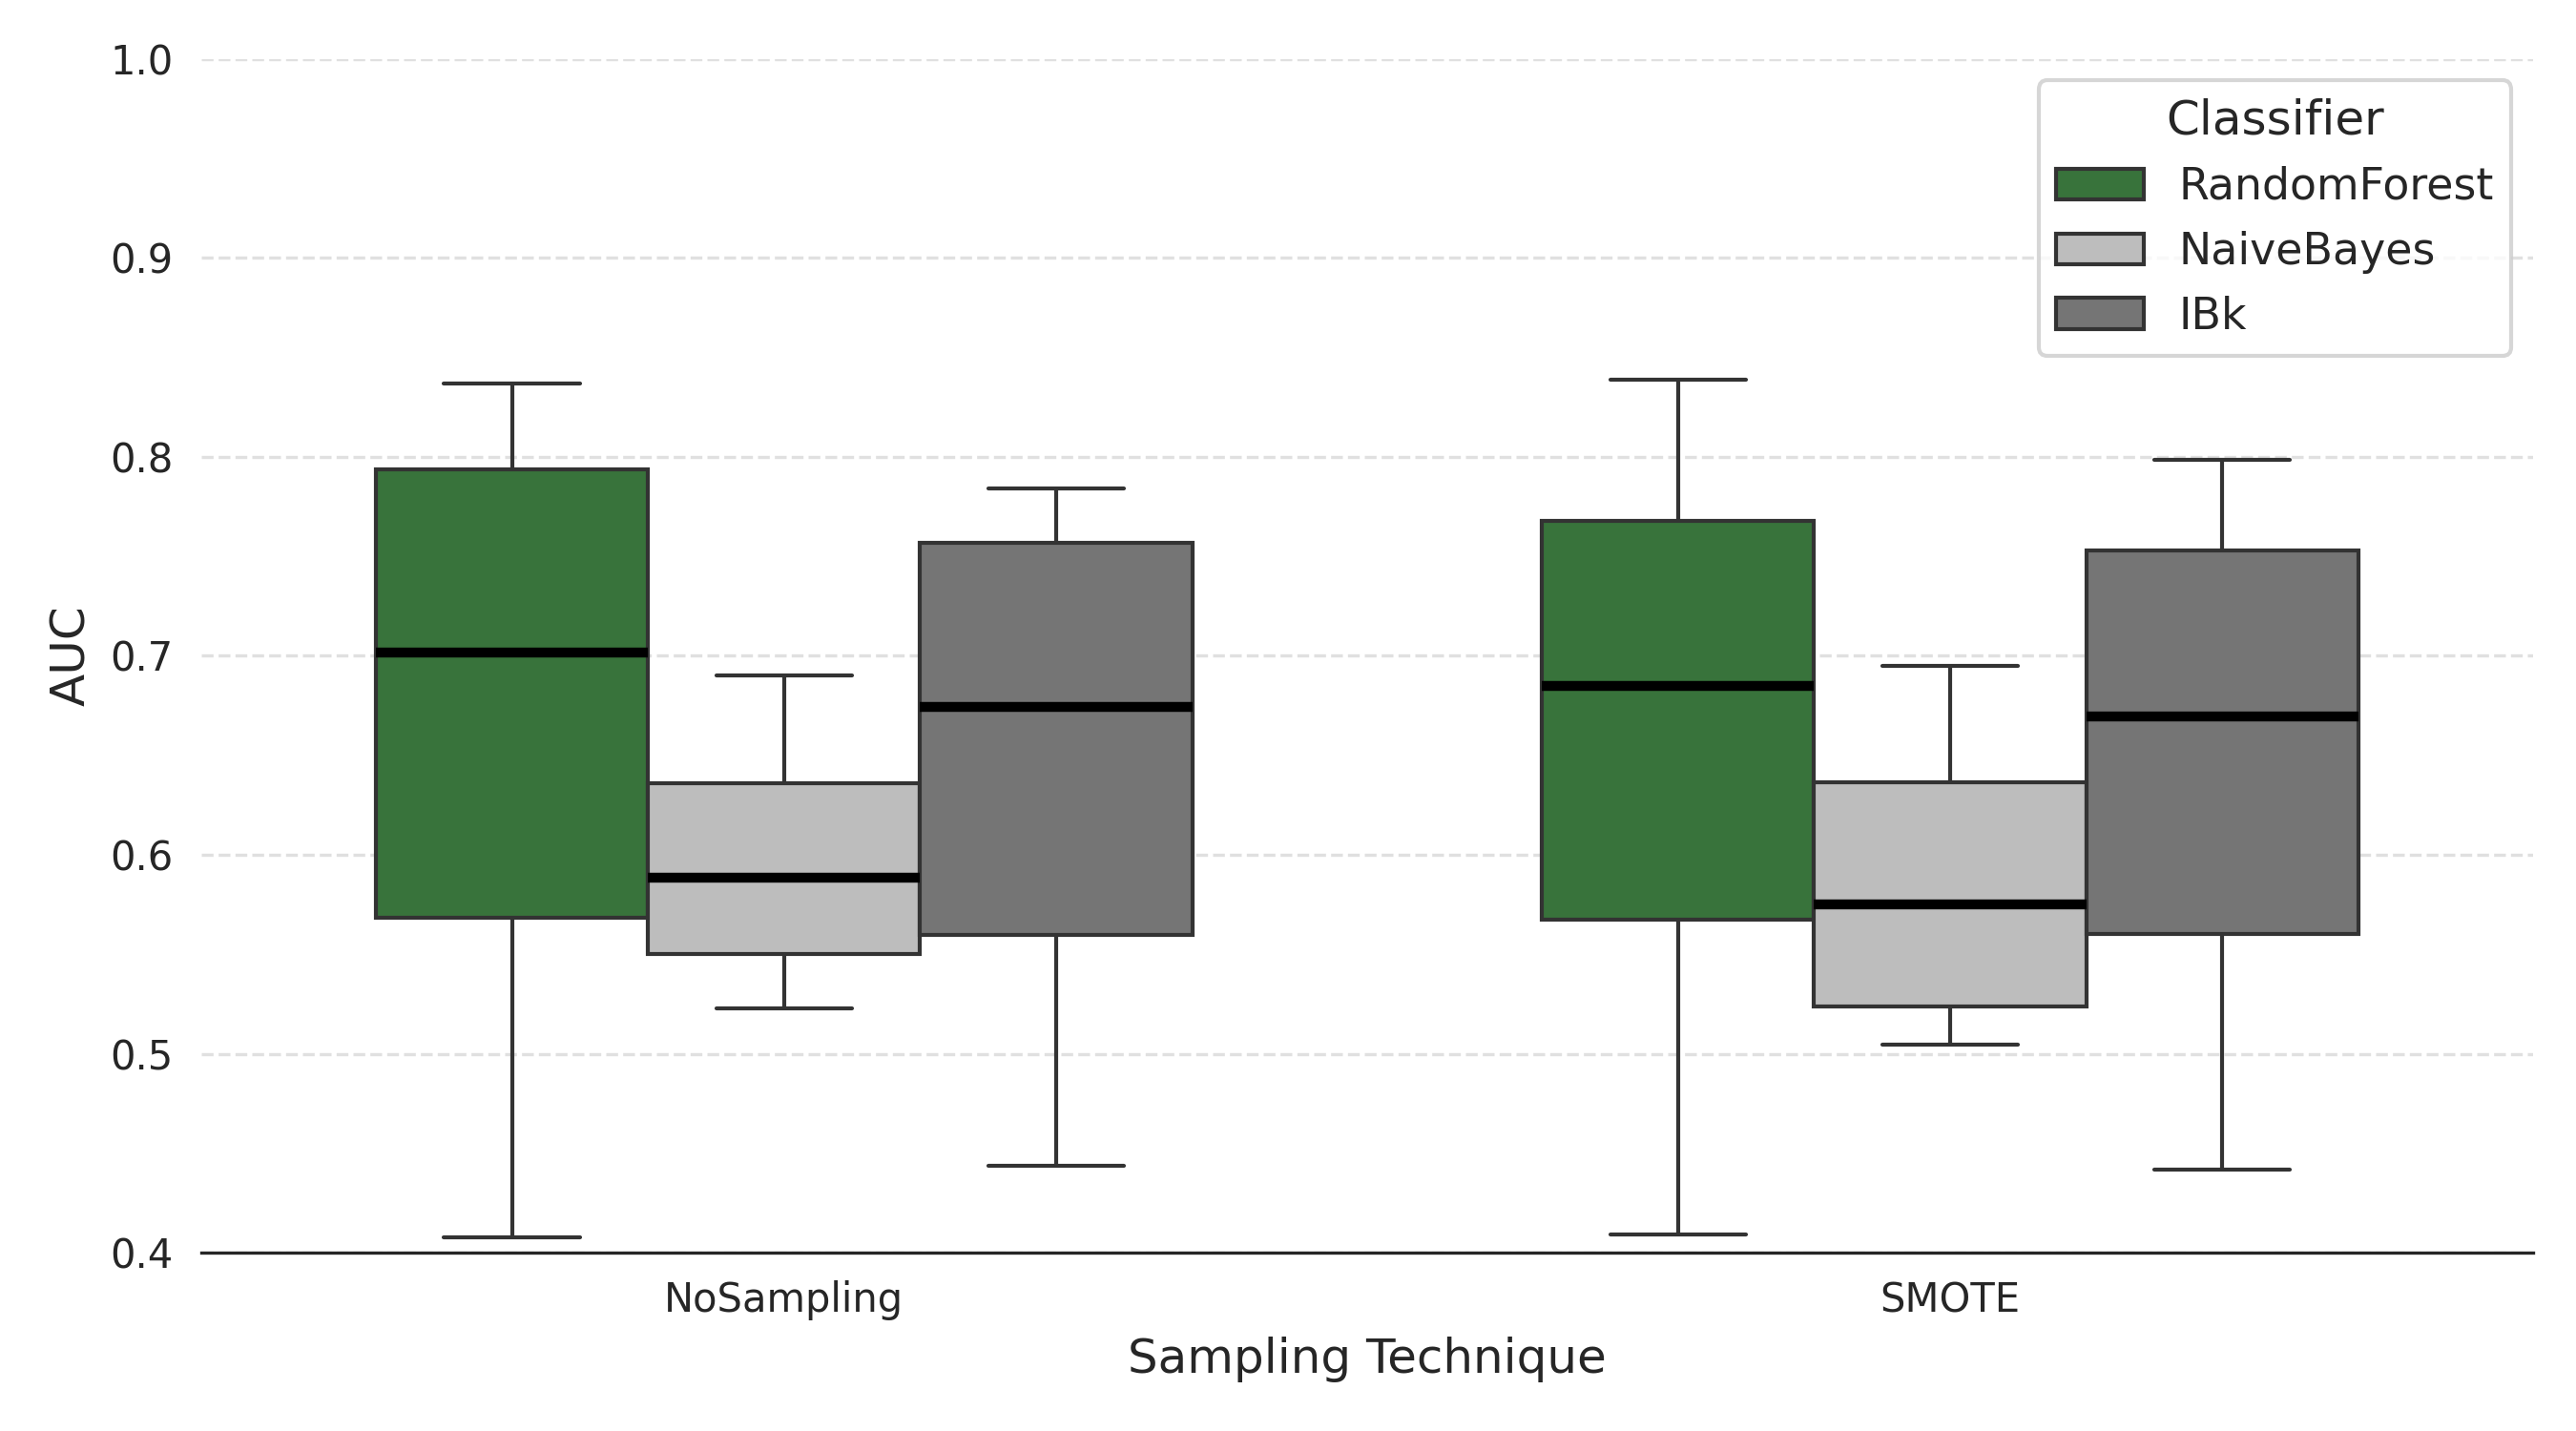 1.0
0.9
0.8
0.7
0.6
0.5
0.4
AUC
Classifier
RandomForest
NaiveBayes
IBk
NoSampling
SMOTE
Sampling Technique